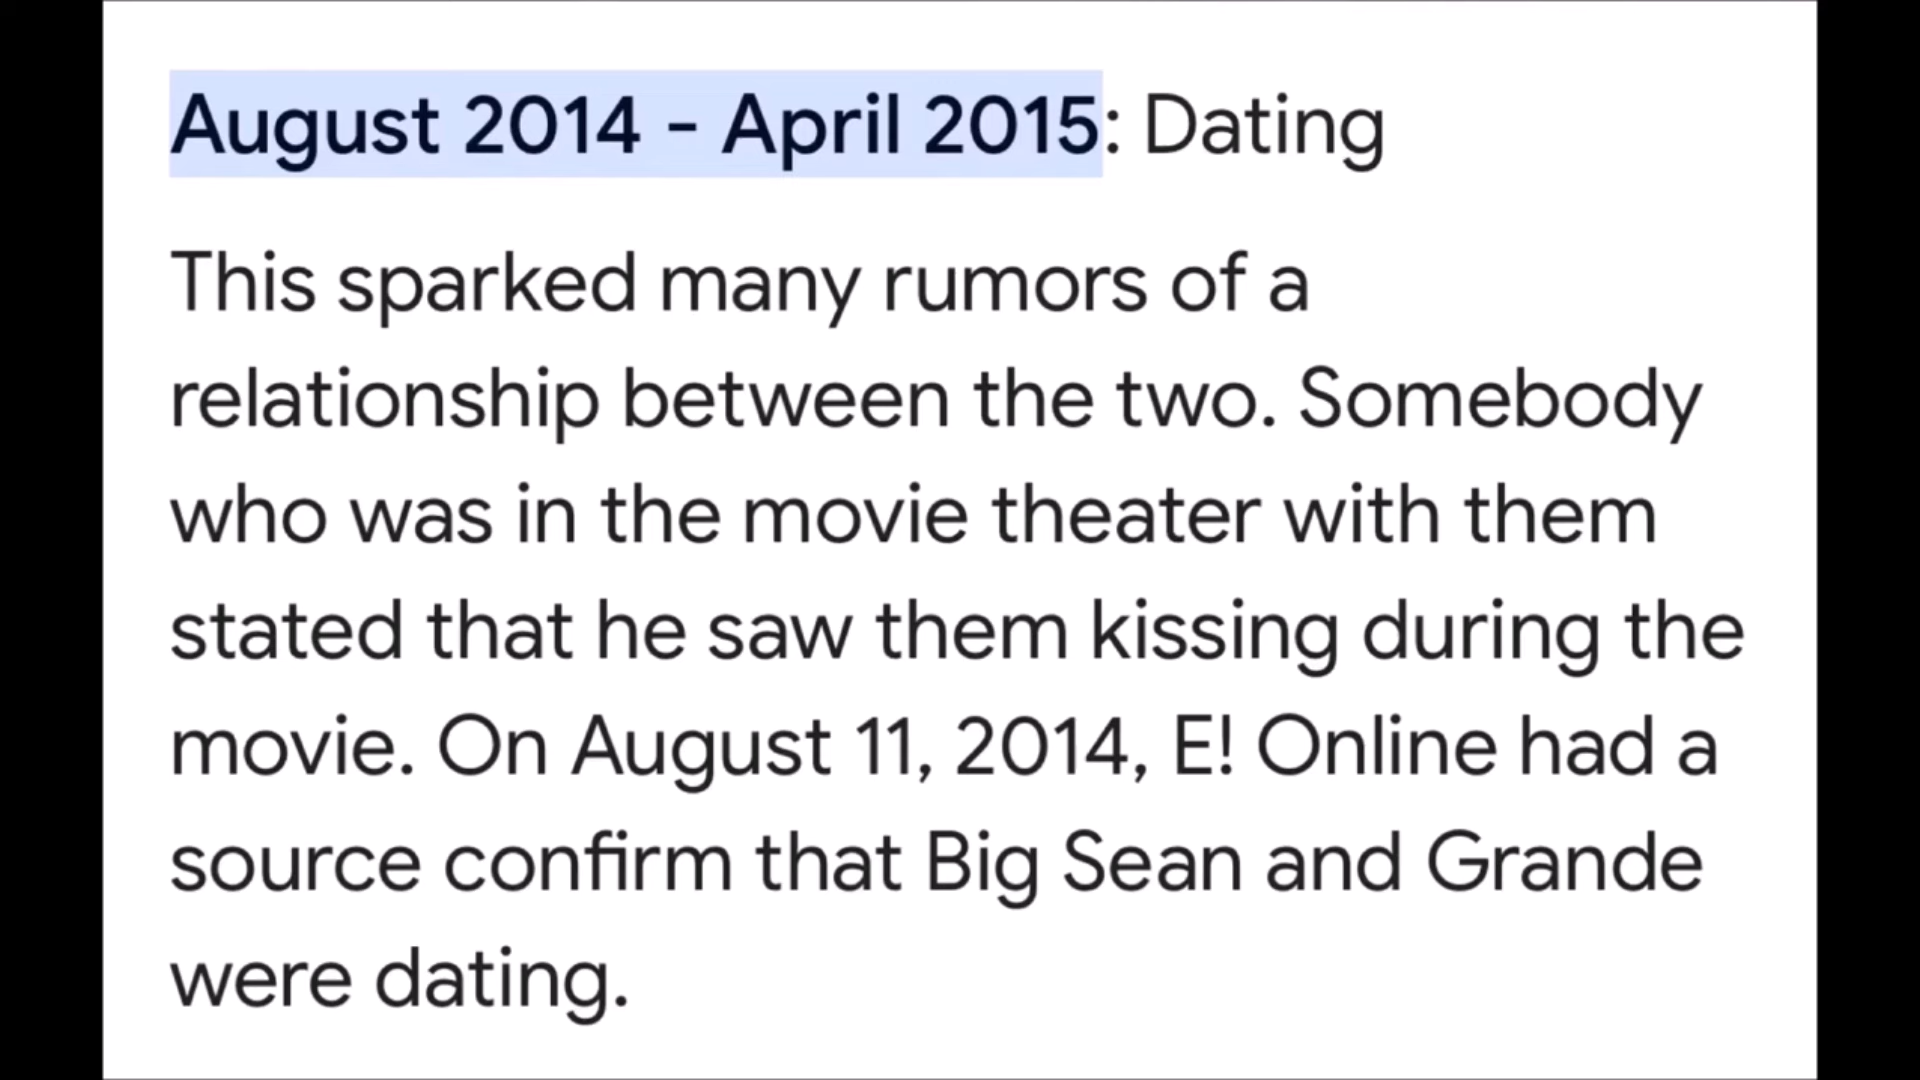 August 2014 - April 2015: Dating
This sparked many rumors of a
relationship between the two. Somebody
who was in the movie theater with them
stated that he saw them kissing during the
movie. On August 11, 2014, E! Online had a
source confirm that Big Sean and Grande
were dating.